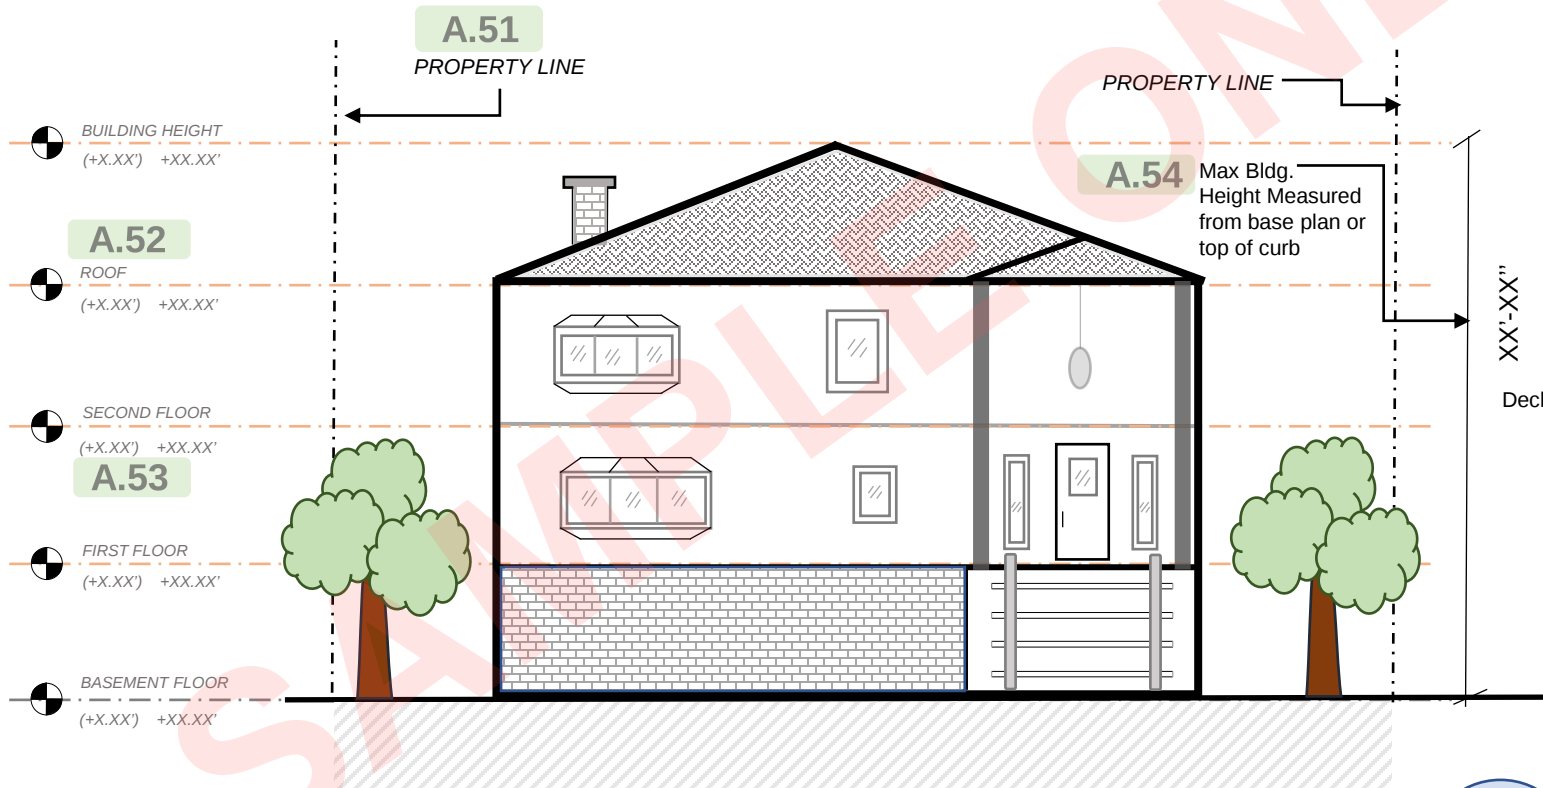 A.51
PROPERTY LINE
PROPERTY LINE
BUILDING HEIGHT
(+X.XX') +XX.XX'
A.54
Max Bldg.
Height Measured
from base plan or
top of curb
A.52
ROOF
(+X.XX') +XX.XX'
XX'-XX"
SECOND FLOOR
(+X.XX') +XX.XX'
A.53
FIRST FLOOR
(+X.XX') +XX.XX'
BASEMENT FLOOR
(+X.XX') +XX.XX'
SAMPLE ON